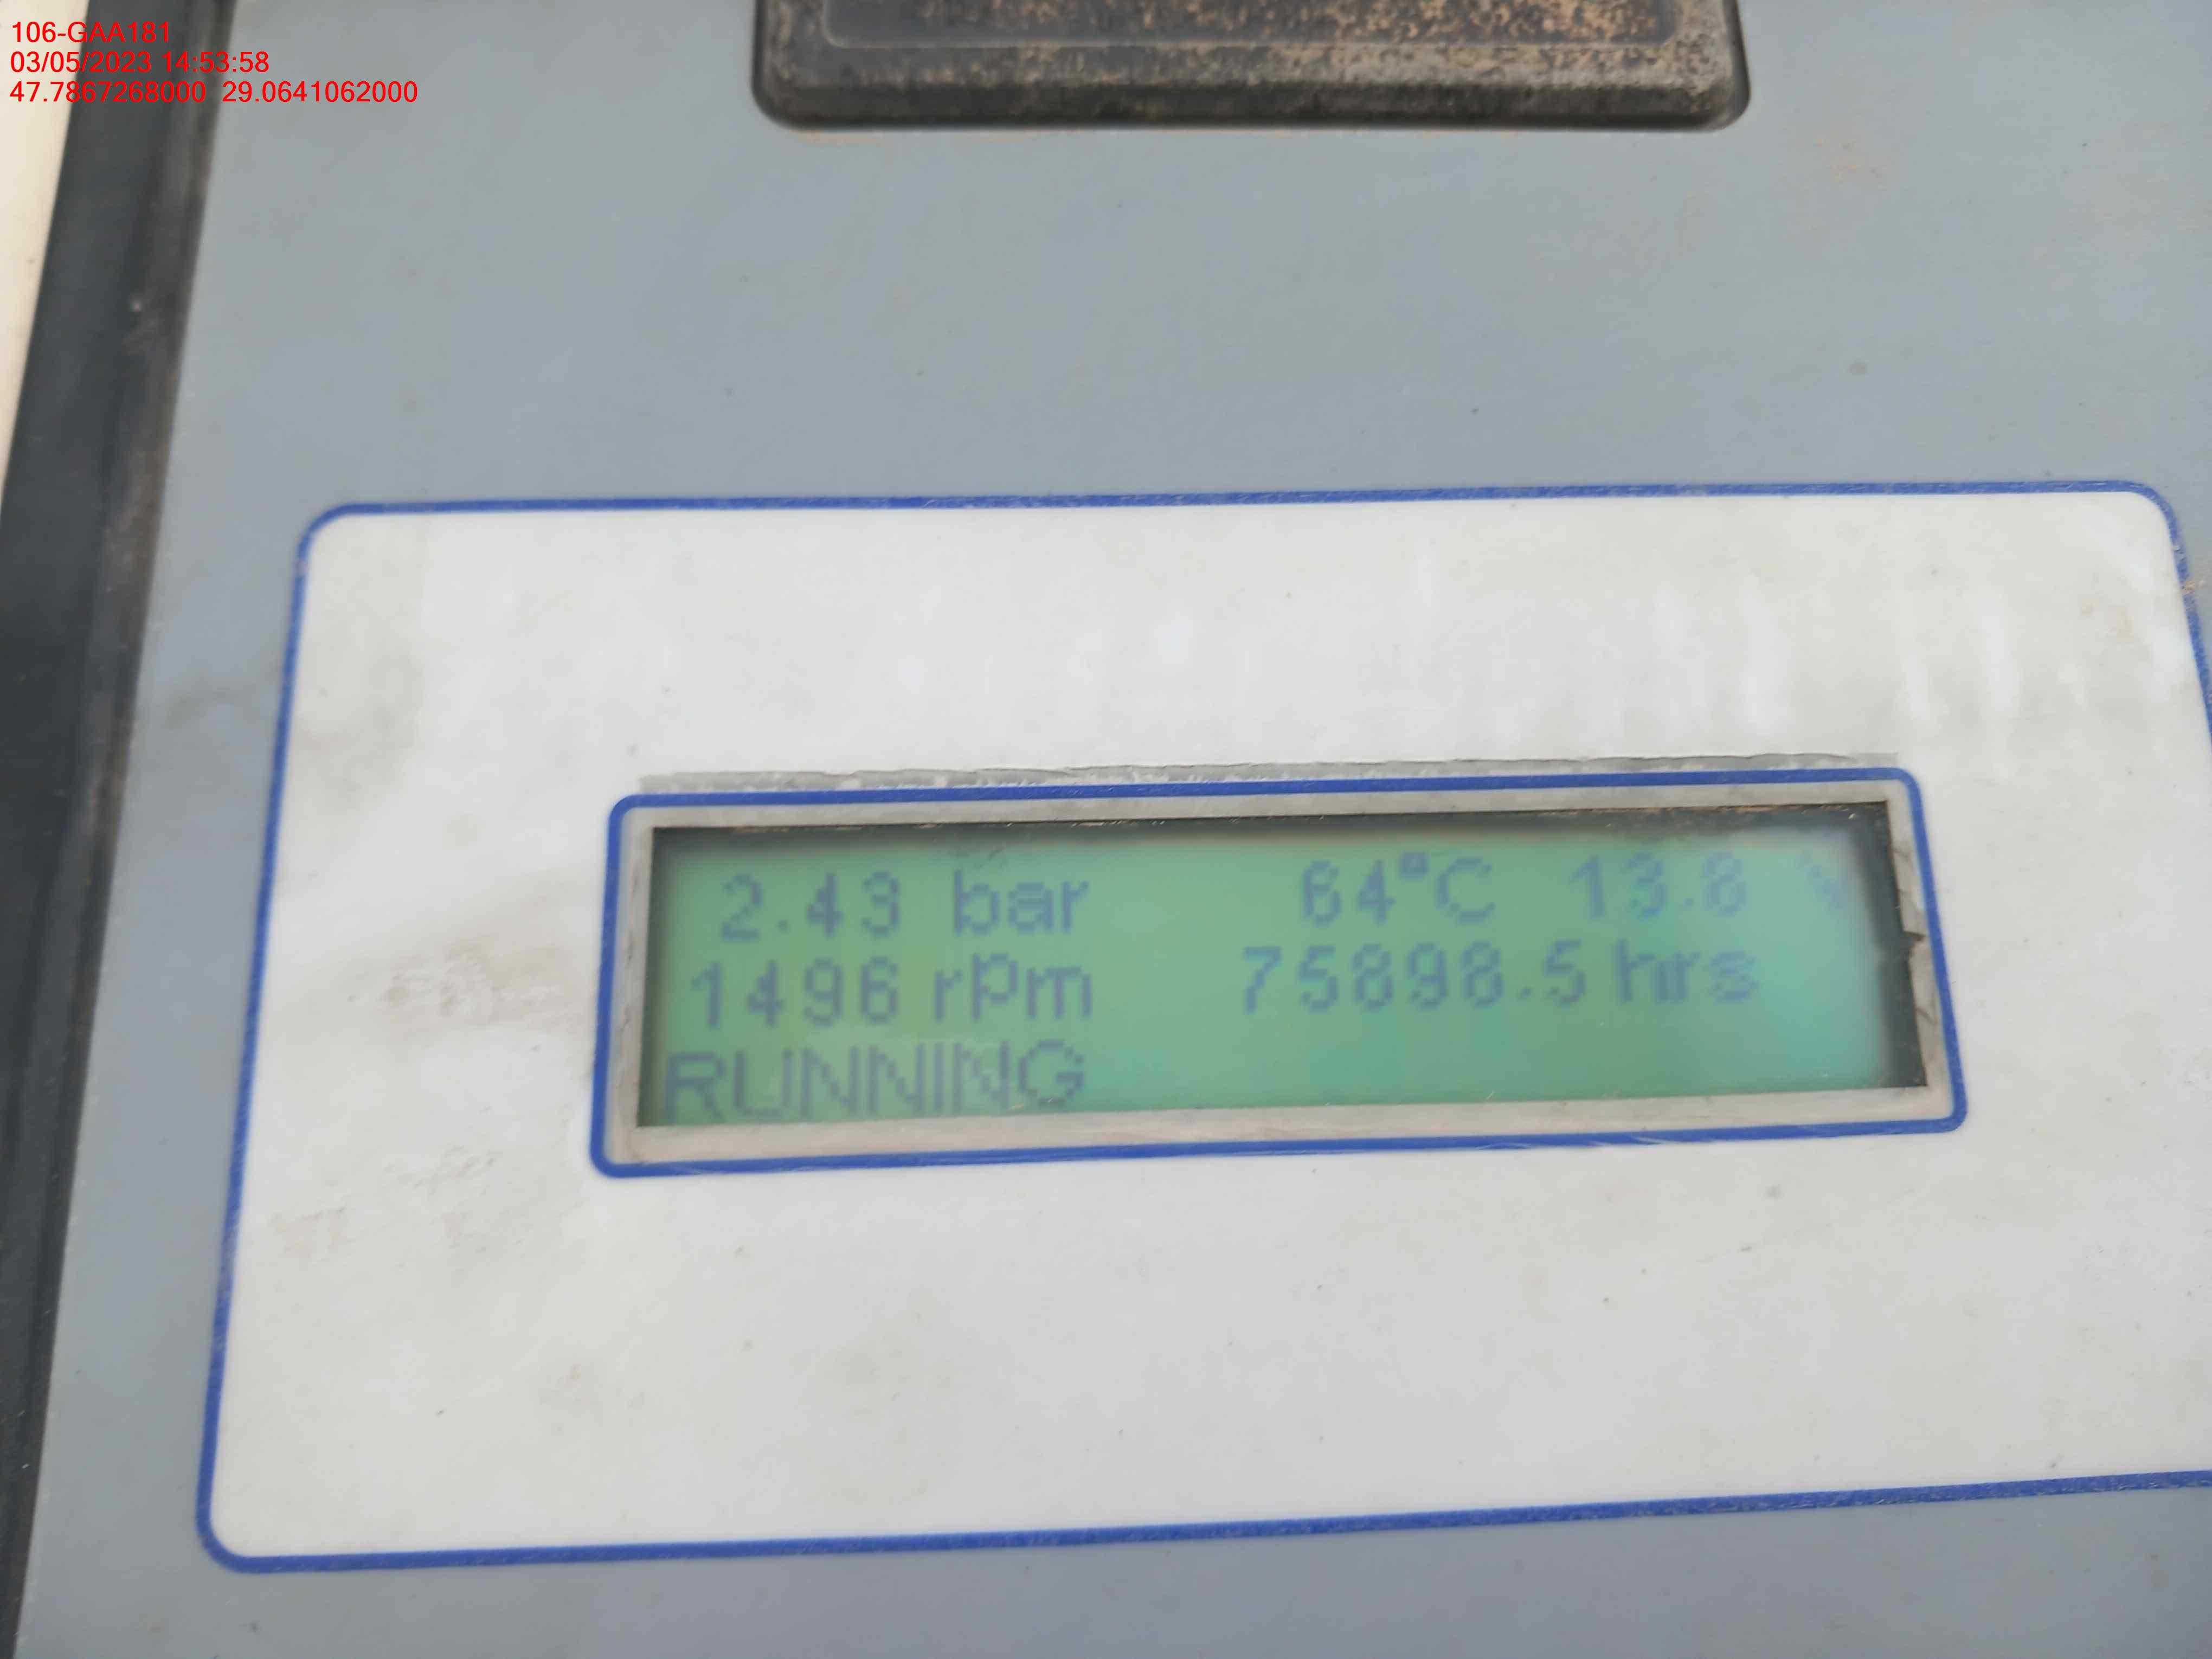 106-GAA181
03/05/2023 14:53:58
47.7867268000 29.0641062000
2.43 bar 64°C 13.8
1496 rpm 75898.5 hrs
RUNNING